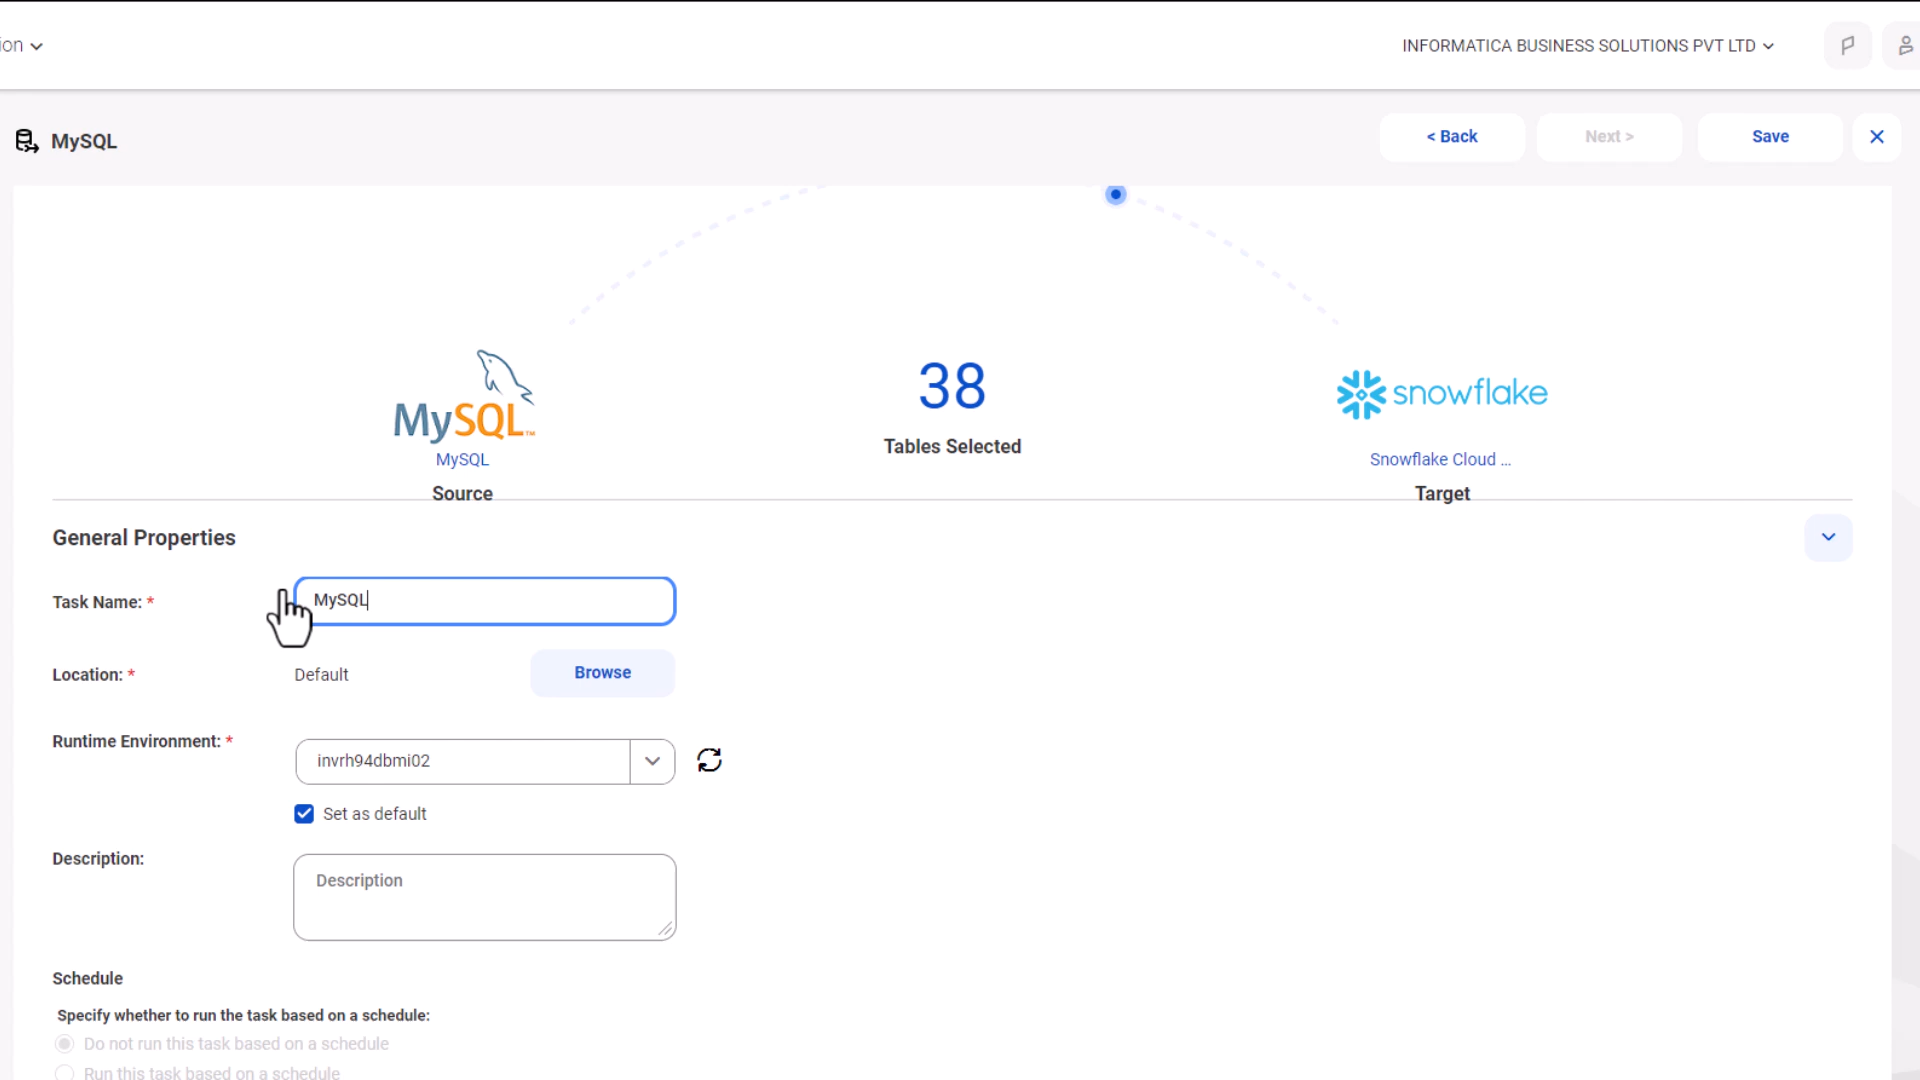 ion
INFORMATICA BUSINESS SOLUTIONS PVT LTD
MySQL
< Back
Next >
Save
MySQL™
MySQL
Source
38
Tables Selected
snowflake
Snowflake Cloud ...
Target
General Properties
Task Name: *
MySQL
Location: *
Default
Browse
Runtime Environment: *
invrh94dbmi02
Set as default
Description:
Description
Schedule
Specify whether to run the task based on a schedule:
Do not run this task based on a schedule
Run this task based on a schedule